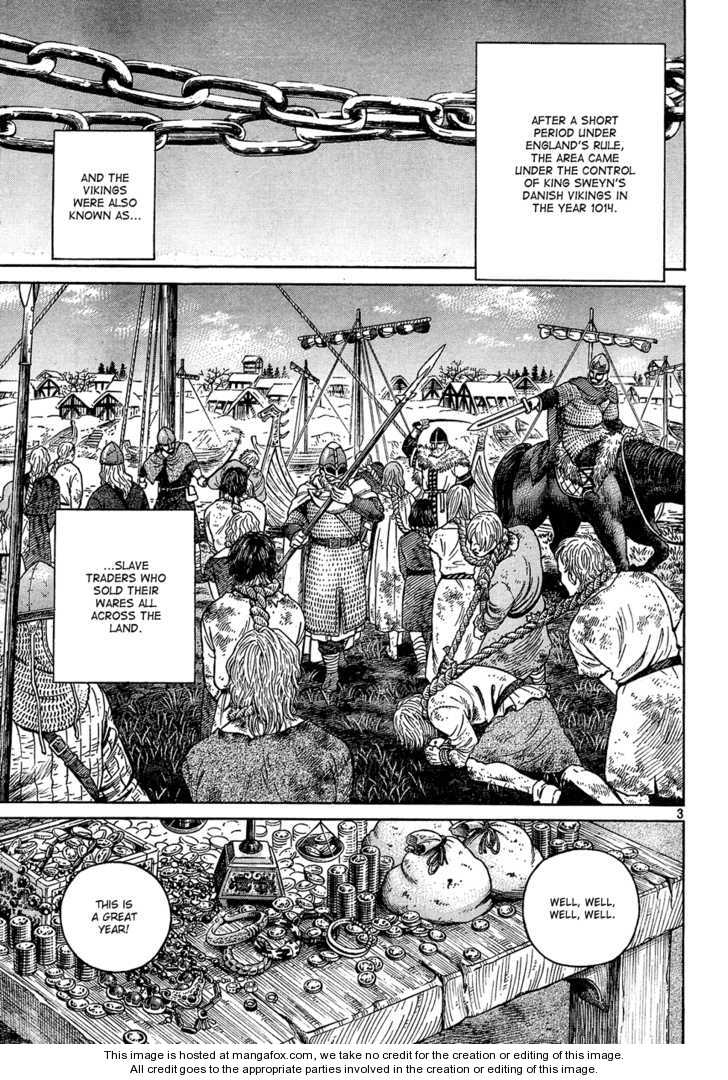 AFTER A SHORT
PERIOD UNDER
ENGLAND'S RULE,
THE AREA CAME
UNDER THE CONTROL
OF KING SWEYN'S
DANISH VIKINGS IN
THE YEAR 1014.
AND THE
VIKINGS
WERE ALSO
KNOWN AS...
...SLAVE
TRADERS WHO
SOLD THEIR
WARES ALL
ACROSS THE
LAND.
3
WELL, WELL,
WELL, WELL.
THIS IS
A GREAT
YEAR!
This image is hosted at mangafox.com, we take no credit for the creation or editing of this image.
All credit goes to the appropriate parties involved in the creation or editing of this image.